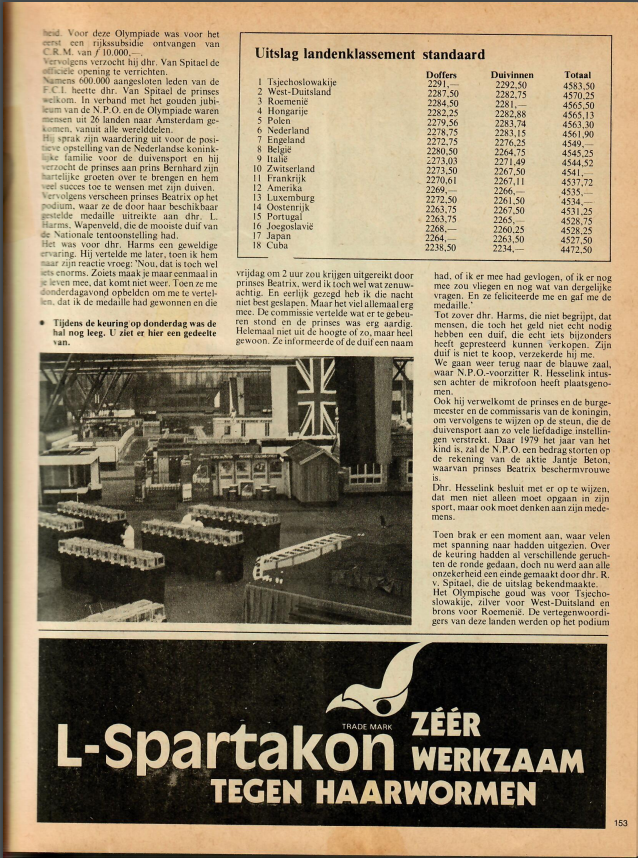 heid. Voor deze Olympiade was voor het
eerst een rijkssubsidie ontvangen van
C.R.M. van ƒ 10.000,—.
Vervolgens verzocht hij dhr. Van Spitael de
officiële opening te verrichten.
Namens 600.000 aangesloten leden van de
F.C.I. heette dhr. Van Spitael de prinses
welkom. In verband met het gouden jubi-
leum van de N.P.O. en de Olympiade waren
mensen uit 26 landen naar Amsterdam ge-
komen, vanuit alle werelddelen.
Hij sprak zijn waardering uit voor de posi-
tieve opstelling van de Nederlandse konink-
lijke familie voor de duivensport en hij
verzocht de prinses aan prins Bernhard zijn
hartelijke groeten over te brengen en hem
veel succes toe te wensen met zijn duiven.
Vervolgens verscheen prinses Beatrix op het
podium, waar ze de door haar beschikbaar
gestelde medaille uitreikte aan dhr. L.
Harms, Wapenveld, die de mooiste duif van
de Nationale tentoonstelling had.
Het was voor dhr. Harms een geweldige
ervaring. Hij vertelde me later, toen ik hem
naar zijn reactie vroeg: 'Nou, dat is toch wel
iets enorms. Zoiets maak je maar eenmaal in
je leven mee, dat komt niet weer. Toen ze me
donderdagavond opbelden om me te vertel-
len, dat ik de medaille had gewonnen en die
● Tijdens de keuring op donderdag was de
hal nog leeg. U ziet er hier een gedeelte
van.
Uitslag landenklassement standaard
Doffers Duivinnen Totaal
1 Tsjechoslowakije 2291,— 2292,50 4583,50
2 West-Duitsland 2287,50 2282,75 4570,25
3 Roemenië 2284,50 2281,— 4565,50
4 Hongarije 2282,25 2282,88 4565,13
5 Polen 2279,56 2283,74 4563,30
6 Nederland 2278,75 2283,15 4561,90
7 Engeland 2272,75 2276,25 4549,—
8 België 2280,50 2264,75 4545,25
9 Italië 2273,03 2271,49 4544,52
10 Zwitserland 2273,50 2267,50 4541,—
11 Frankrijk 2270,61 2267,11 4537,72
12 Amerika 2269,— 2266,— 4535,—
13 Luxemburg 2272,50 2261,50 4534,—
14 Oostenrijk 2263,75 2267,50 4531,25
15 Portugal 2263,75 2265,— 4528,75
16 Joegoslavië 2268,— 2260,25 4528,25
17 Japan 2264,— 2263,50 4527,50
18 Cuba 2238,50 2234,— 4472,50
vrijdag om 2 uur zou krijgen uitgereikt door
prinses Beatrix, werd ik toch wel wat zenuw-
achtig. En eerlijk gezegd heb ik die nacht
niet best geslapen. Maar het viel allemaal erg
mee. De commissie vertelde wat er te gebeu-
ren stond en de prinses was erg aardig.
Helemaal niet uit de hoogte of zo, maar heel
gewoon. Ze informeerde of de duif een naam
had, of ik er mee had gevlogen, of ik er nog
mee zou vliegen en nog wat van dergelijke
vragen. En ze feliciteerde me en gaf me de
medaille.'
Tot zover dhr. Harms, die niet begrijpt, dat
mensen, die toch het geld niet echt nodig
hebben een duif, die echt iets bijzonders
heeft gepresteerd kunnen verkopen. Zijn
duif is niet te koop, verzekerde hij me.
We gaan weer terug naar de blauwe zaal,
waar N.P.O.-voorzitter R. Hesselink intus-
sen achter de mikrofoon heeft plaatsgeno-
men.
Ook hij verwelkomt de prinses en de burge-
meester en de commissaris van de koningin,
om vervolgens te wijzen op de steun, die de
duivensport aan zo vele liefdadige instellin-
gen verstrekt. Daar 1979 het jaar van het
kind is, zal de N.P.O. een bedrag storten op
de rekening van de aktie Jantje Beton,
waarvan prinses Beatrix beschermvrouwe
is.
Dhr. Hesselink besluit met er op te wijzen,
dat men niet alleen moet opgaan in zijn
sport, maar ook moet denken aan zijn mede-
mens.
Toen brak er een moment aan, waar velen
met spanning naar hadden uitgezien. Over
de keuring hadden al verschillende geruch-
ten de ronde gedaan, doch nu werd aan alle
onzekerheid een einde gemaakt door dhr. R.
v. Spitael, die de uitslag bekendmaakte.
Het Olympische goud was voor Tsjecho-
slowakije, zilver voor West-Duitsland en
brons voor Roemenië. De vertegenwoordi-
gers van deze landen werden op het podium
TRADE MARK
L-Spartakon
ZÉÉR
WERKZAAM
TEGEN HAARWORMEN
153